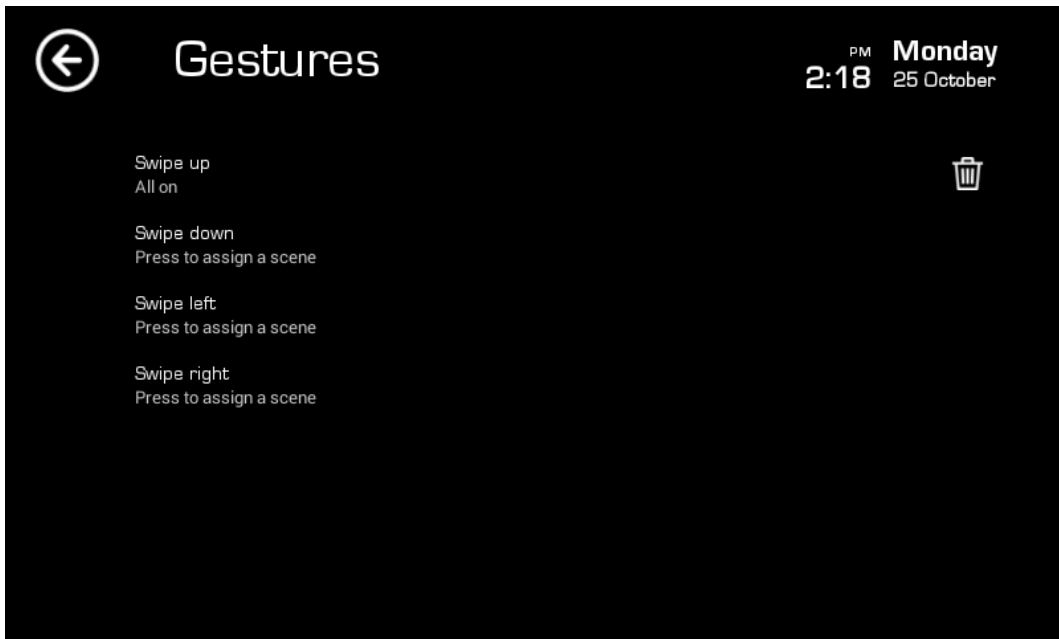 Gestures
PM
2:18
Monday
25 October
Swipe up
All on
Swipe down
Press to assign a scene
Swipe left
Press to assign a scene
Swipe right
Press to assign a scene